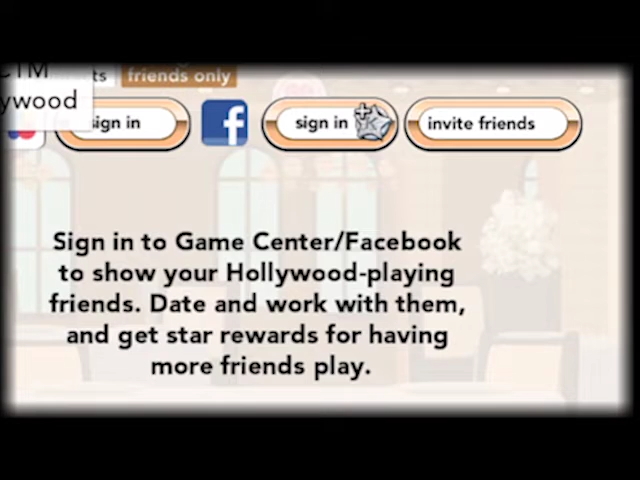 friends only
ywood
sign in
sign in
invite friends
Sign in to Game Center/Facebook
to show your Hollywood-playing
friends. Date and work with them,
and get star rewards for having
more friends play.